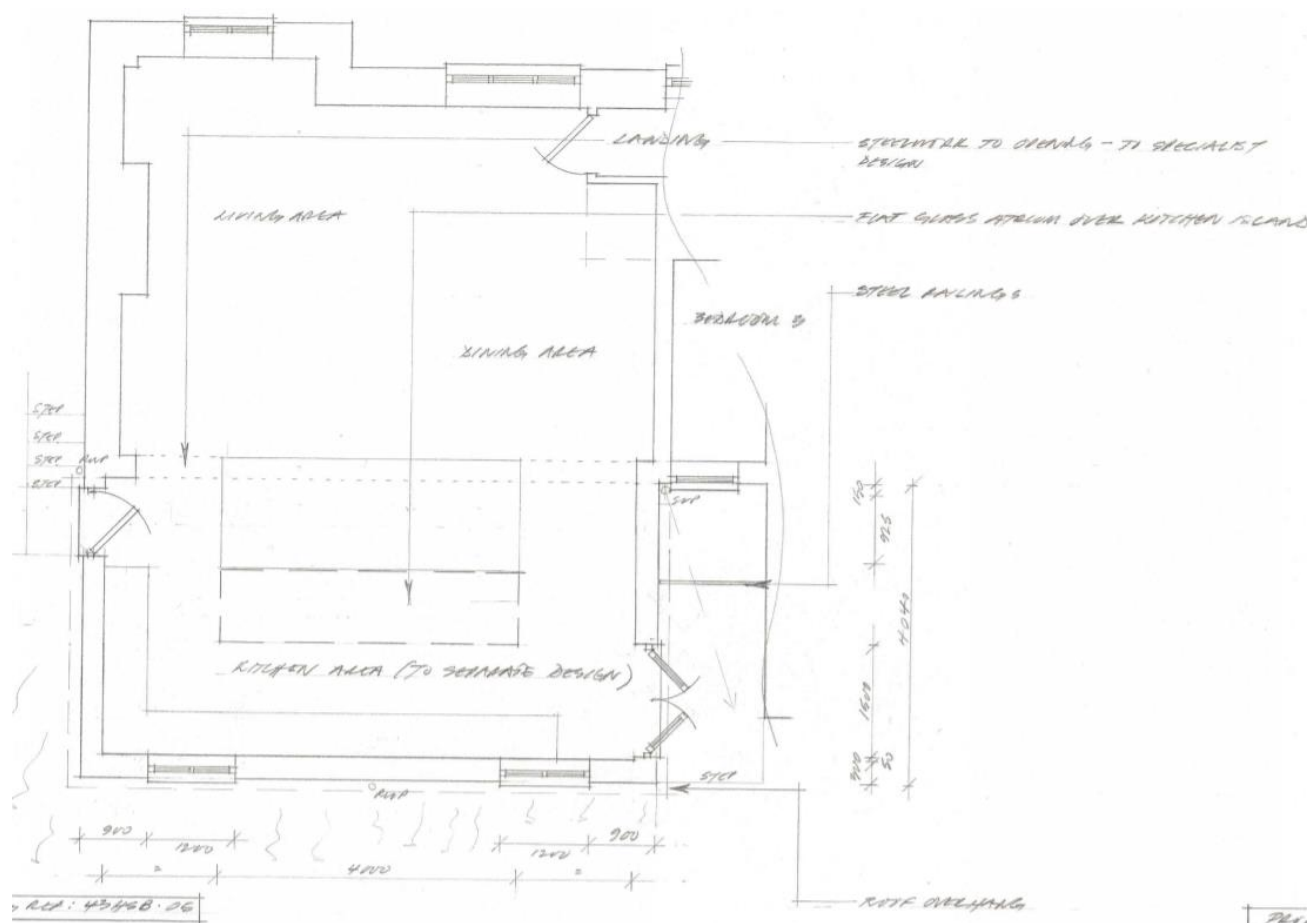 LANDING
STEELWORK TO OPENING - TO SPECIALIST
DESIGN
LIVING AREA
FLAT GLASS ATRIUM OVER KITCHEN ISLAND
STEEL RAILINGS
BEDROOM 3
DINING AREA
STEP
STEP
STEP
RWP
STEP
SVP
150
925
4040
KITCHEN AREA (TO SEPARATE DESIGN)
1600
50
300
STEP
RWP
900
1200
1200
900
=
4000
=
ROOF OVERHANG